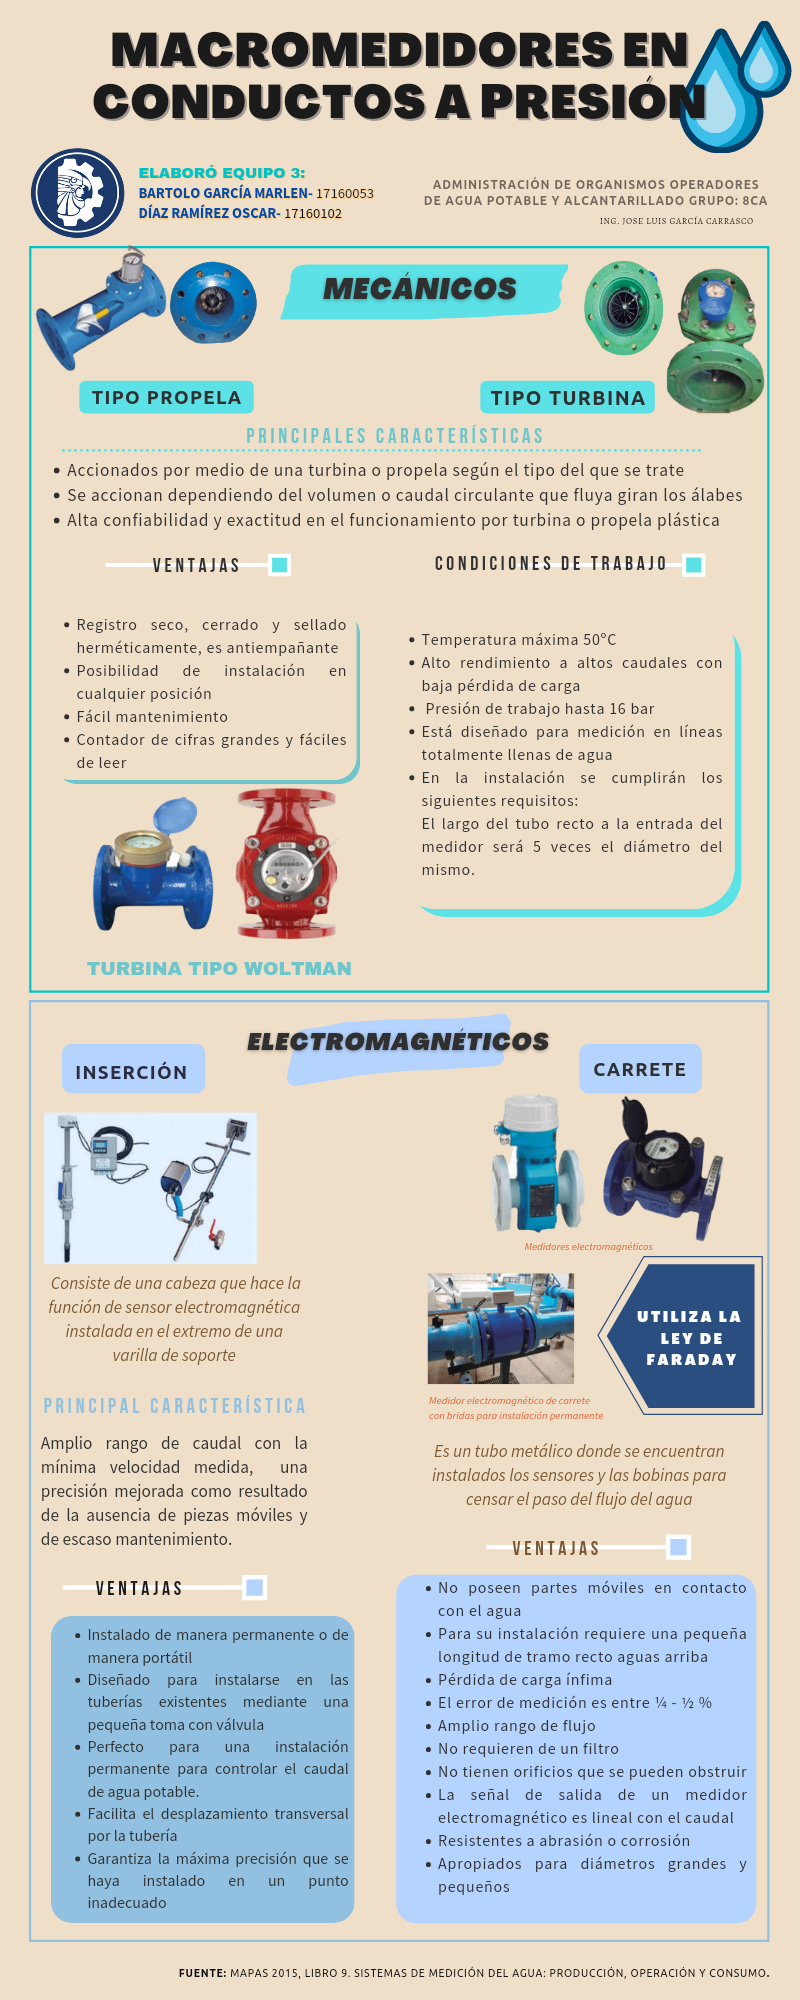 MACROMEDIDORES EN
CONDUCTOS A PRESIÓN
ELABORÓ EQUIPO 3:
BARTOLO GARCÍA MARLEN- 17160053
DÍAZ RAMÍREZ OSCAR- 17160102
ADMINISTRACIÓN DE ORGANISMOS OPERADORES
DE AGUA POTABLE Y ALCANTARILLADO GRUPO: 8CA
ING. JOSE LUIS GARCÍA CARRASCO
MECÁNICOS
TIPO PROPELA
TIPO TURBINA
PRINCIPALES CARACTERÍSTICAS
• Accionados por medio de una turbina o propela según el tipo del que se trate
• Se accionan dependiendo del volumen o caudal circulante que fluya giran los álabes
• Alta confiabilidad y exactitud en el funcionamiento por turbina o propela plástica
VENTAJAS
• Registro seco, cerrado y sellado
herméticamente, es antiempañante
• Posibilidad de instalación en
cualquier posición
• Fácil mantenimiento
• Contador de cifras grandes y fáciles
de leer
TURBINA TIPO WOLTMAN
CONDICIONES DE TRABAJO
• Temperatura máxima 50°C
• Alto rendimiento a altos caudales con
baja pérdida de carga
• Presión de trabajo hasta 16 bar
• Está diseñado para medición en líneas
totalmente llenas de agua
• En la instalación se cumplirán los
siguientes requisitos:
El largo del tubo recto a la entrada del
medidor será 5 veces el diámetro del
mismo.
ELECTROMAGNÉTICOS
INSERCIÓN
Consiste de una cabeza que hace la
función de sensor electromagnética
instalada en el extremo de una
varilla de soporte
PRINCIPAL CARACTERÍSTICA
Amplio rango de caudal con la
mínima velocidad medida, una
precisión mejorada como resultado
de la ausencia de piezas móviles y
de escaso mantenimiento.
VENTAJAS
• Instalado de manera permanente o de
manera portátil
• Diseñado para instalarse en las
tuberías existentes mediante una
pequeña toma con válvula
• Perfecto para una instalación
permanente para controlar el caudal
de agua potable.
• Facilita el desplazamiento transversal
por la tubería
• Garantiza la máxima precisión que se
haya instalado en un punto
inadecuado
CARRETE
Medidores electromagnéticos
UTILIZA LA
LEY DE
FARADAY
Medidor electromagnético de carrete
con bridas para instalación permanente
Es un tubo metálico donde se encuentran
instalados los sensores y las bobinas para
censar el paso del flujo del agua
VENTAJAS
• No poseen partes móviles en contacto
con el agua
• Para su instalación requiere una pequeña
longitud de tramo recto aguas arriba
• Pérdida de carga ínfima
• El error de medición es entre ¼ - ½ %
• Amplio rango de flujo
• No requieren de un filtro
• No tienen orificios que se pueden obstruir
• La señal de salida de un medidor
electromagnético es lineal con el caudal
• Resistentes a abrasión o corrosión
• Apropiados para diámetros grandes y
pequeños
FUENTE: MAPAS 2015, LIBRO 9. SISTEMAS DE MEDICIÓN DEL AGUA: PRODUCCIÓN, OPERACIÓN Y CONSUMO.